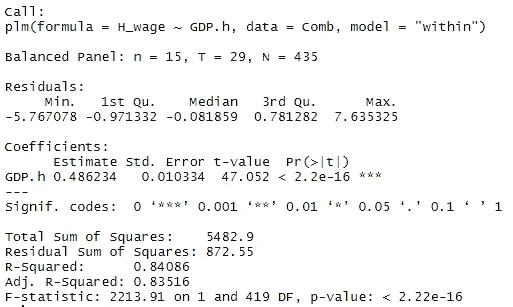 Call:
plm(formula = H_wage ~ GDP.h, data = Comb, model = "within")
Balanced Panel: n = 15, T = 29, N = 435
Residuals:
Min. 1st Qu. Median 3rd Qu. Max.
-5.767078 -0.971332 -0.081859 0.781282 7.635325
Coefficients:
Estimate Std. Error t-value Pr(>|t|)
GDP.h 0.486234 0.010334 47.052 < 2.2e-16 ***
---
Signif. codes: 0 ‘***’ 0.001 ‘**’ 0.01 ‘*’ 0.05 ‘.’ 0.1 ‘ ’ 1
Total Sum of Squares: 5482.9
Residual Sum of Squares: 872.55
R-Squared: 0.84086
Adj. R-Squared: 0.83516
F-statistic: 2213.91 on 1 and 419 DF, p-value: < 2.22e-16